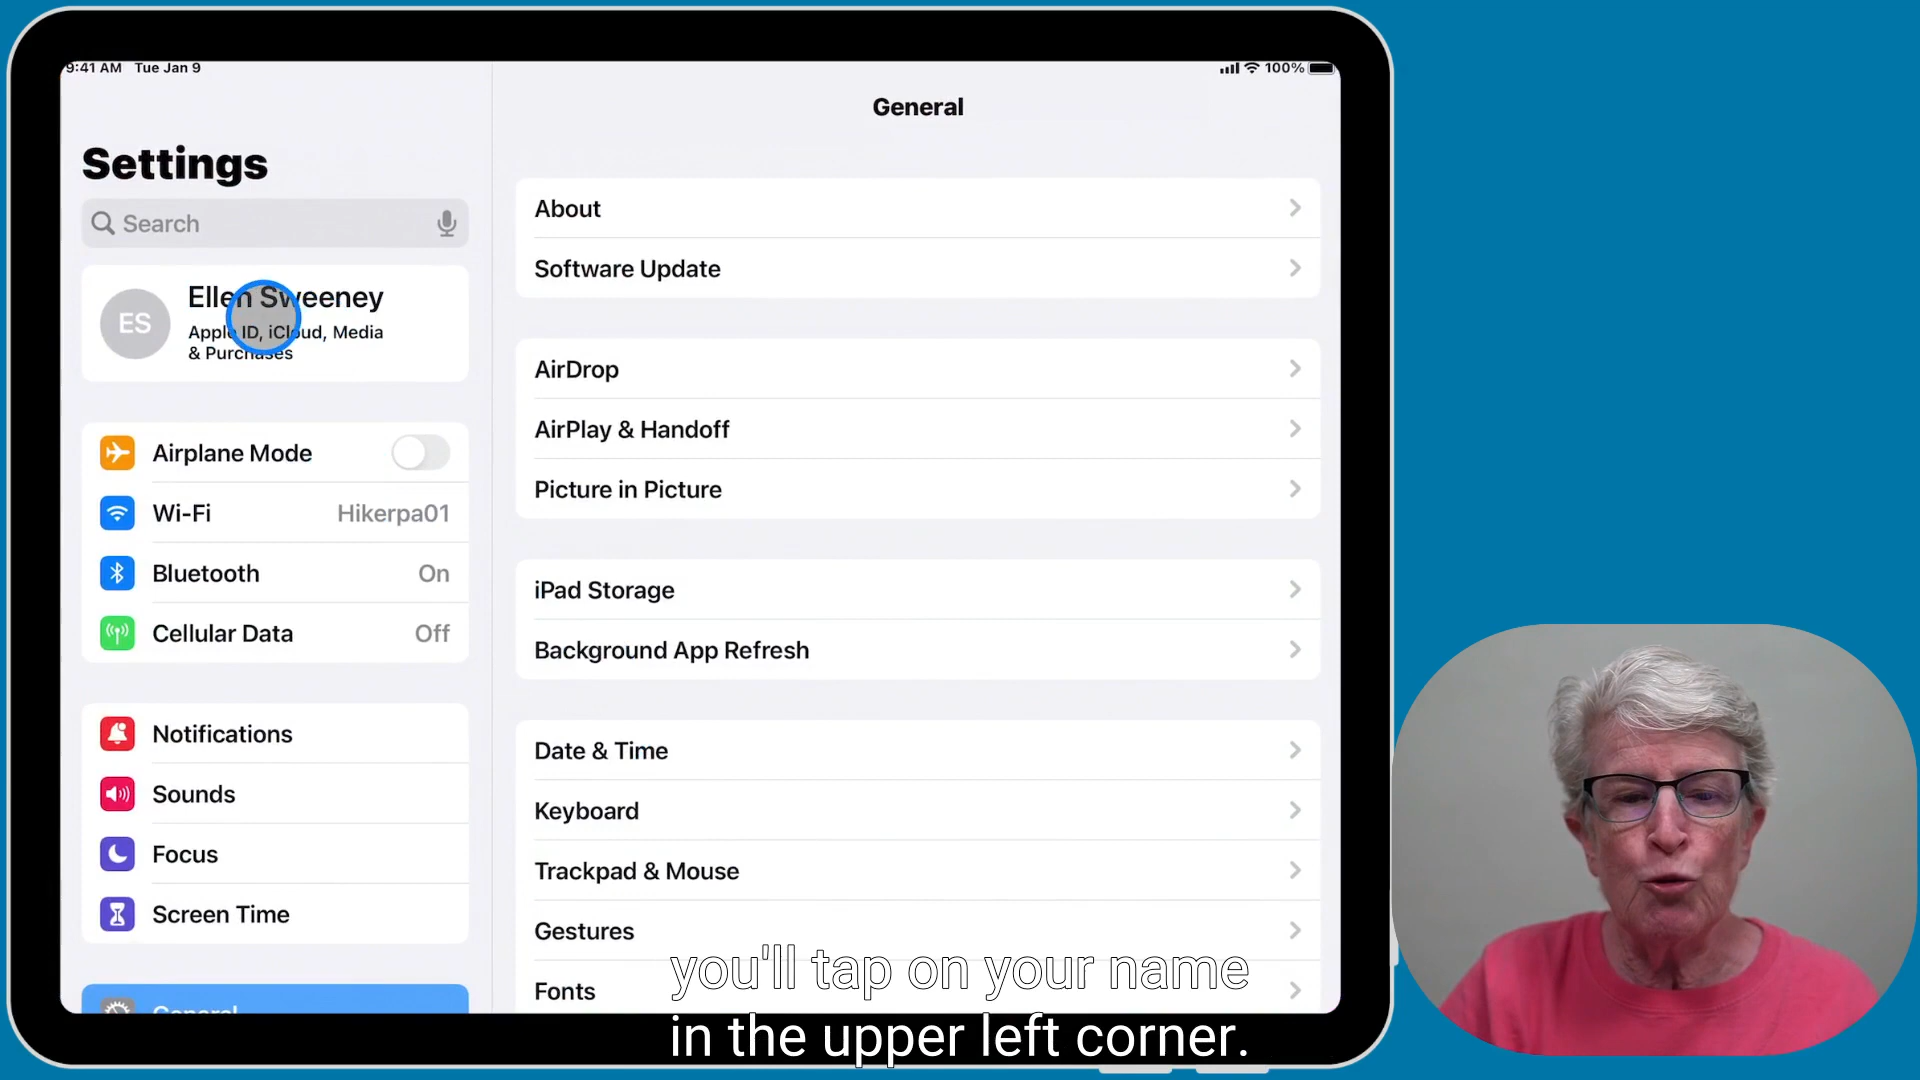 9:41 AM Tue Jan 9
100%
Settings
Search
ES
Ellen Sweeney
Apple ID, iCloud, Media
& Purchases
Airplane Mode
Wi-Fi Hikerpa01
Bluetooth On
Cellular Data Off
Notifications
Sounds
Focus
Screen Time
General
General
About
Software Update
AirDrop
AirPlay & Handoff
Picture in Picture
iPad Storage
Background App Refresh
Date & Time
Keyboard
Trackpad & Mouse
Gestures
Fonts
you'll tap on your name
in the upper left corner.